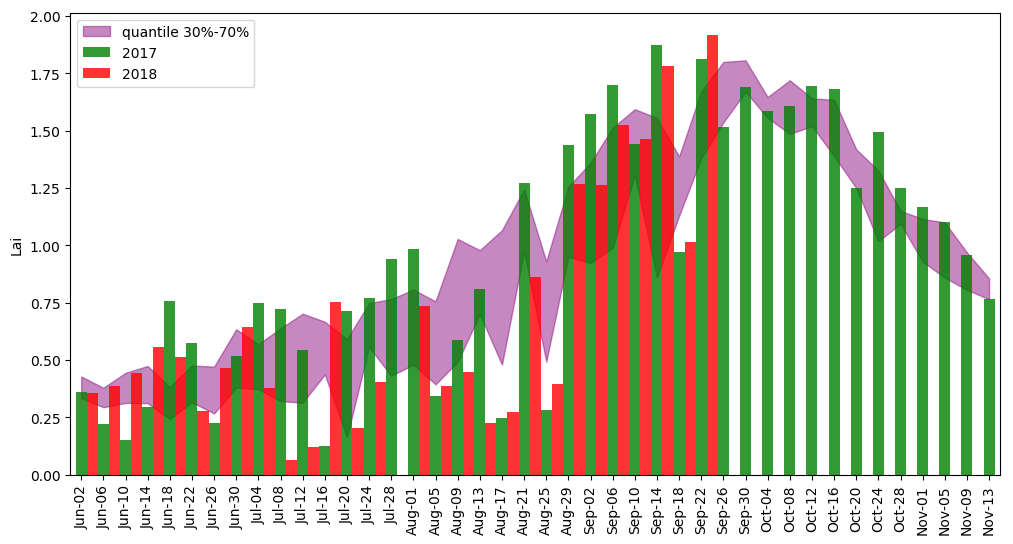 2.00
1.75
1.50
1.25
1.00
0.75
0.50
0.25
0.00
Lai
quantile 30%-70%
2017
2018
Jun-02
Jun-06
Jun-10
Jun-14
Jun-18
Jun-22
Jun-26
Jun-30
Jul-04
Jul-08
Jul-12
Jul-16
Jul-20
Jul-24
Jul-28
Aug-01
Aug-05
Aug-09
Aug-13
Aug-17
Aug-21
Aug-25
Aug-29
Sep-02
Sep-06
Sep-10
Sep-14
Sep-18
Sep-22
Sep-26
Sep-30
Oct-04
Oct-08
Oct-12
Oct-16
Oct-20
Oct-24
Oct-28
Nov-01
Nov-05
Nov-09
Nov-13